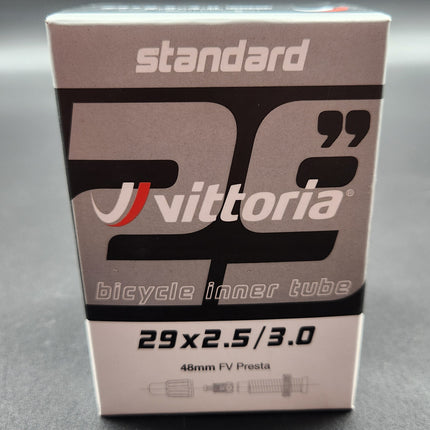 standard
29”
vittoria®
bicycle inner tube
29x2.5/3.0
48mm FV Presta